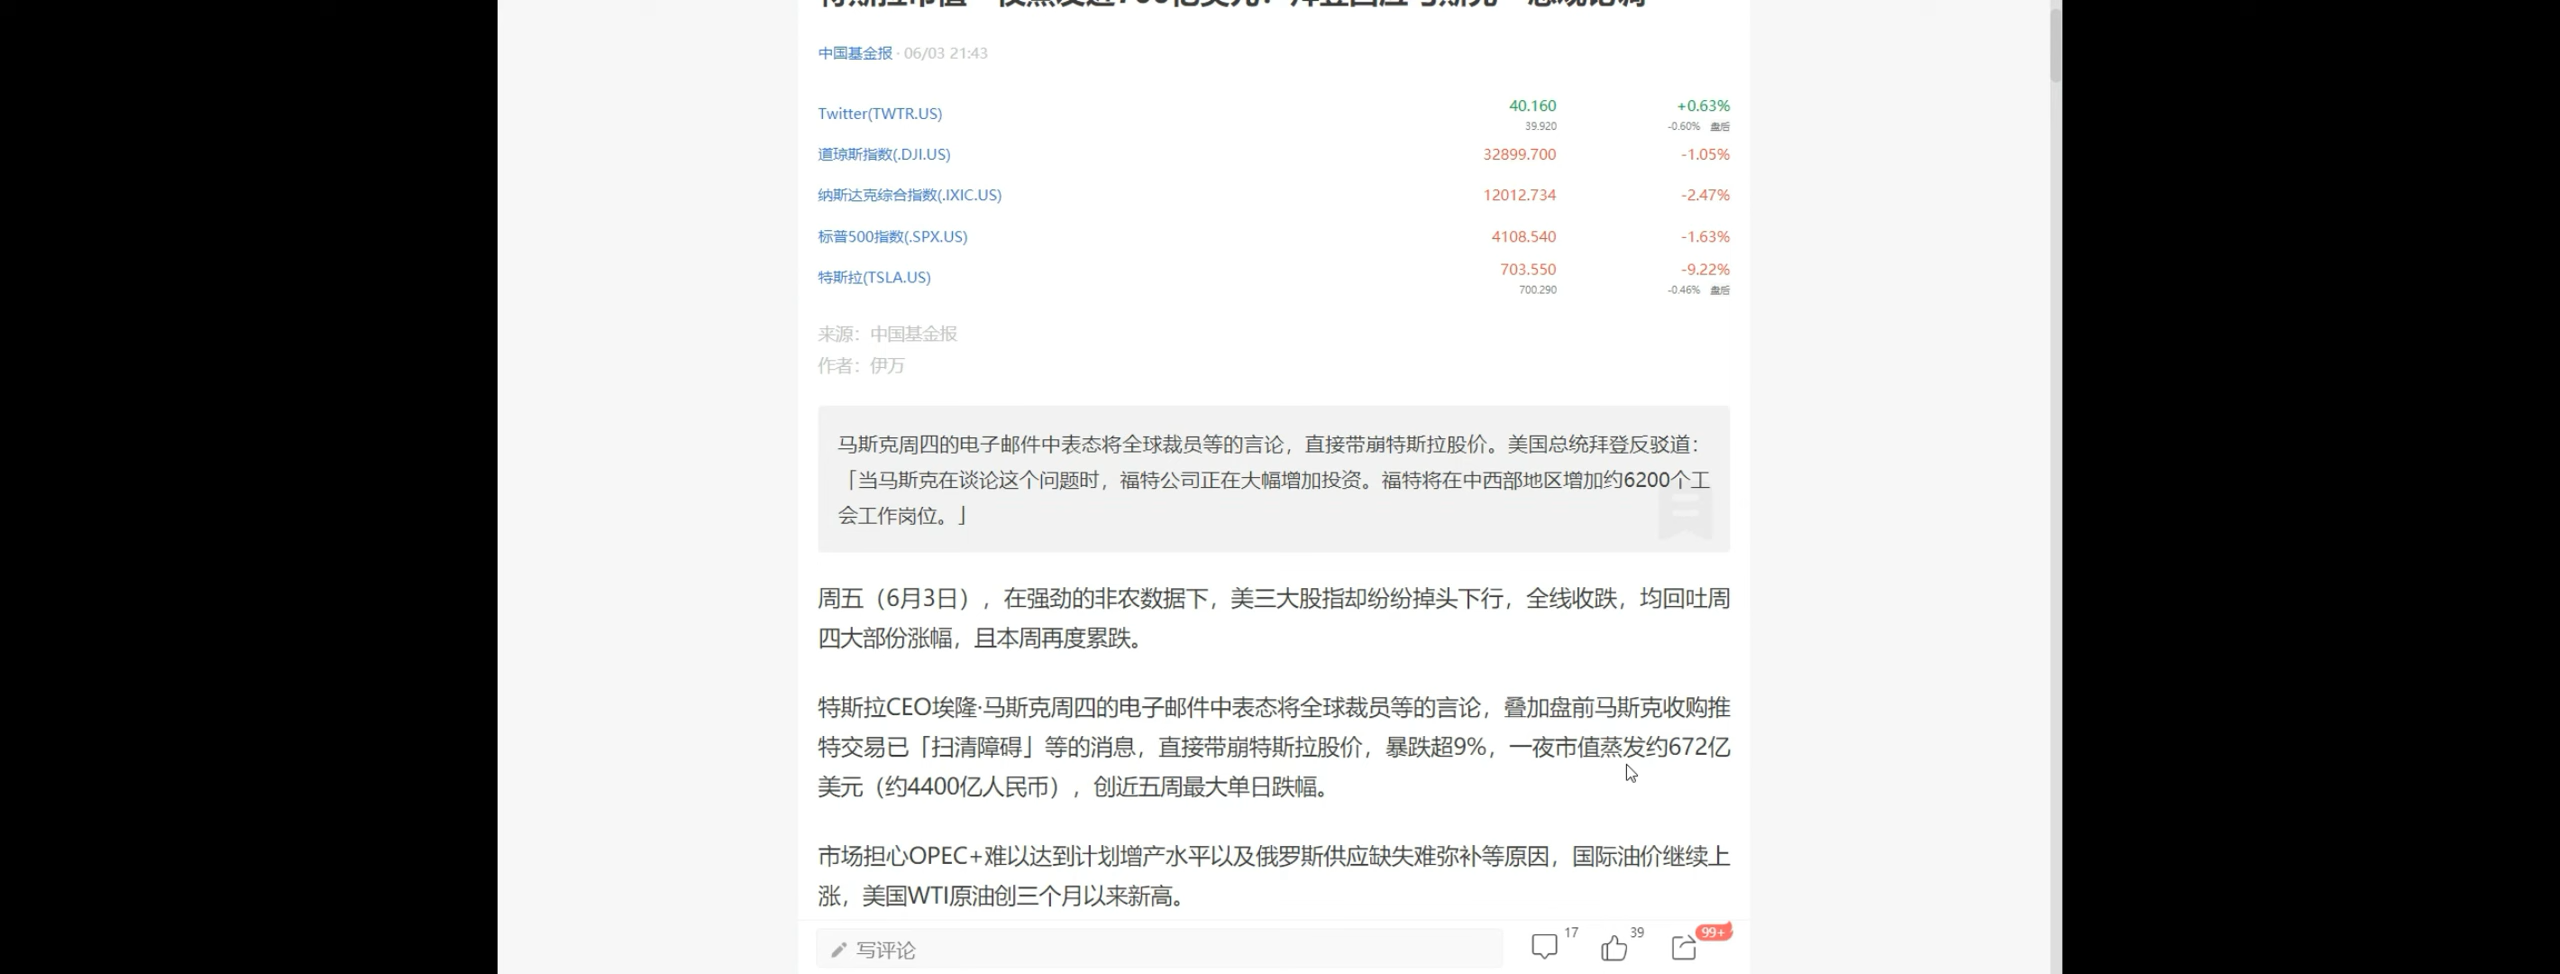 中国基金报 · 06/03 21:43
Twitter(TWTR.US) 40.160 +0.63%
39.920 -0.60% 盘后
道琼斯指数(.DJI.US) 32899.700 -1.05%
纳斯达克综合指数(.IXIC.US) 12012.734 -2.47%
标普500指数(.SPX.US) 4108.540 -1.63%
特斯拉(TSLA.US) 703.550 -9.22%
700.290 -0.46% 盘后
来源：中国基金报
作者：伊万
马斯克周四的电子邮件中表态将全球裁员等的言论，直接带崩特斯拉股价。美国总统拜登反驳道：
「当马斯克在谈论这个问题时，福特公司正在大幅增加投资。福特将在中西部地区增加约6200个工
会工作岗位。」
周五（6月3日），在强劲的非农数据下，美三大股指却纷纷掉头下行，全线收跌，均回吐周
四大部份涨幅，且本周再度累跌。
特斯拉CEO埃隆·马斯克周四的电子邮件中表态将全球裁员等的言论，叠加盘前马斯克收购推
特交易已「扫清障碍」等的消息，直接带崩特斯拉股价，暴跌超9%，一夜市值蒸发约672亿
美元（约4400亿人民币），创近五周最大单日跌幅。
市场担心OPEC+难以达到计划增产水平以及俄罗斯供应缺失难弥补等原因，国际油价继续上
涨，美国WTI原油创三个月以来新高。
写评论 17 39 99+